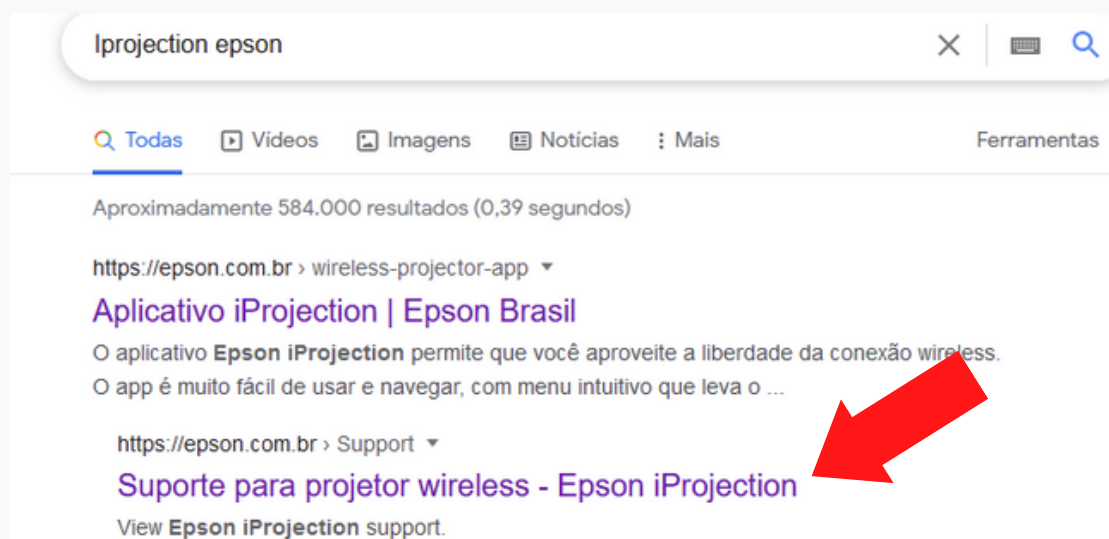 Iprojection epson
Todas Vídeos Imagens Notícias Mais Ferramentas
Aproximadamente 584.000 resultados (0,39 segundos)
https://epson.com.br › wireless-projector-app
Aplicativo iProjection | Epson Brasil
O aplicativo Epson iProjection permite que você aproveite a liberdade da conexão wireless.
O app é muito fácil de usar e navegar, com menu intuitivo que leva o ...
https://epson.com.br › Support
Suporte para projetor wireless - Epson iProjection
View Epson iProjection support.